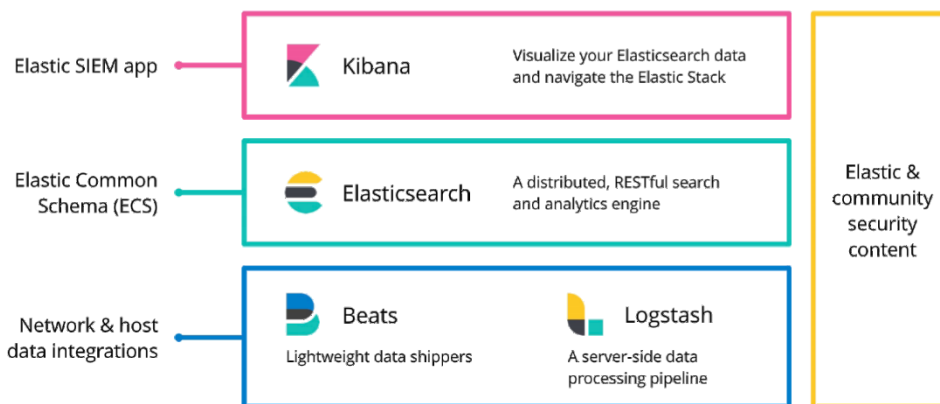 Elastic SIEM app
Kibana
Visualize your Elasticsearch data
and navigate the Elastic Stack
Elastic Common
Schema (ECS)
Elasticsearch
A distributed, RESTful search
and analytics engine
Network & host
data integrations
Beats
Lightweight data shippers
Logstash
A server-side data
processing pipeline
Elastic &
community
security
content